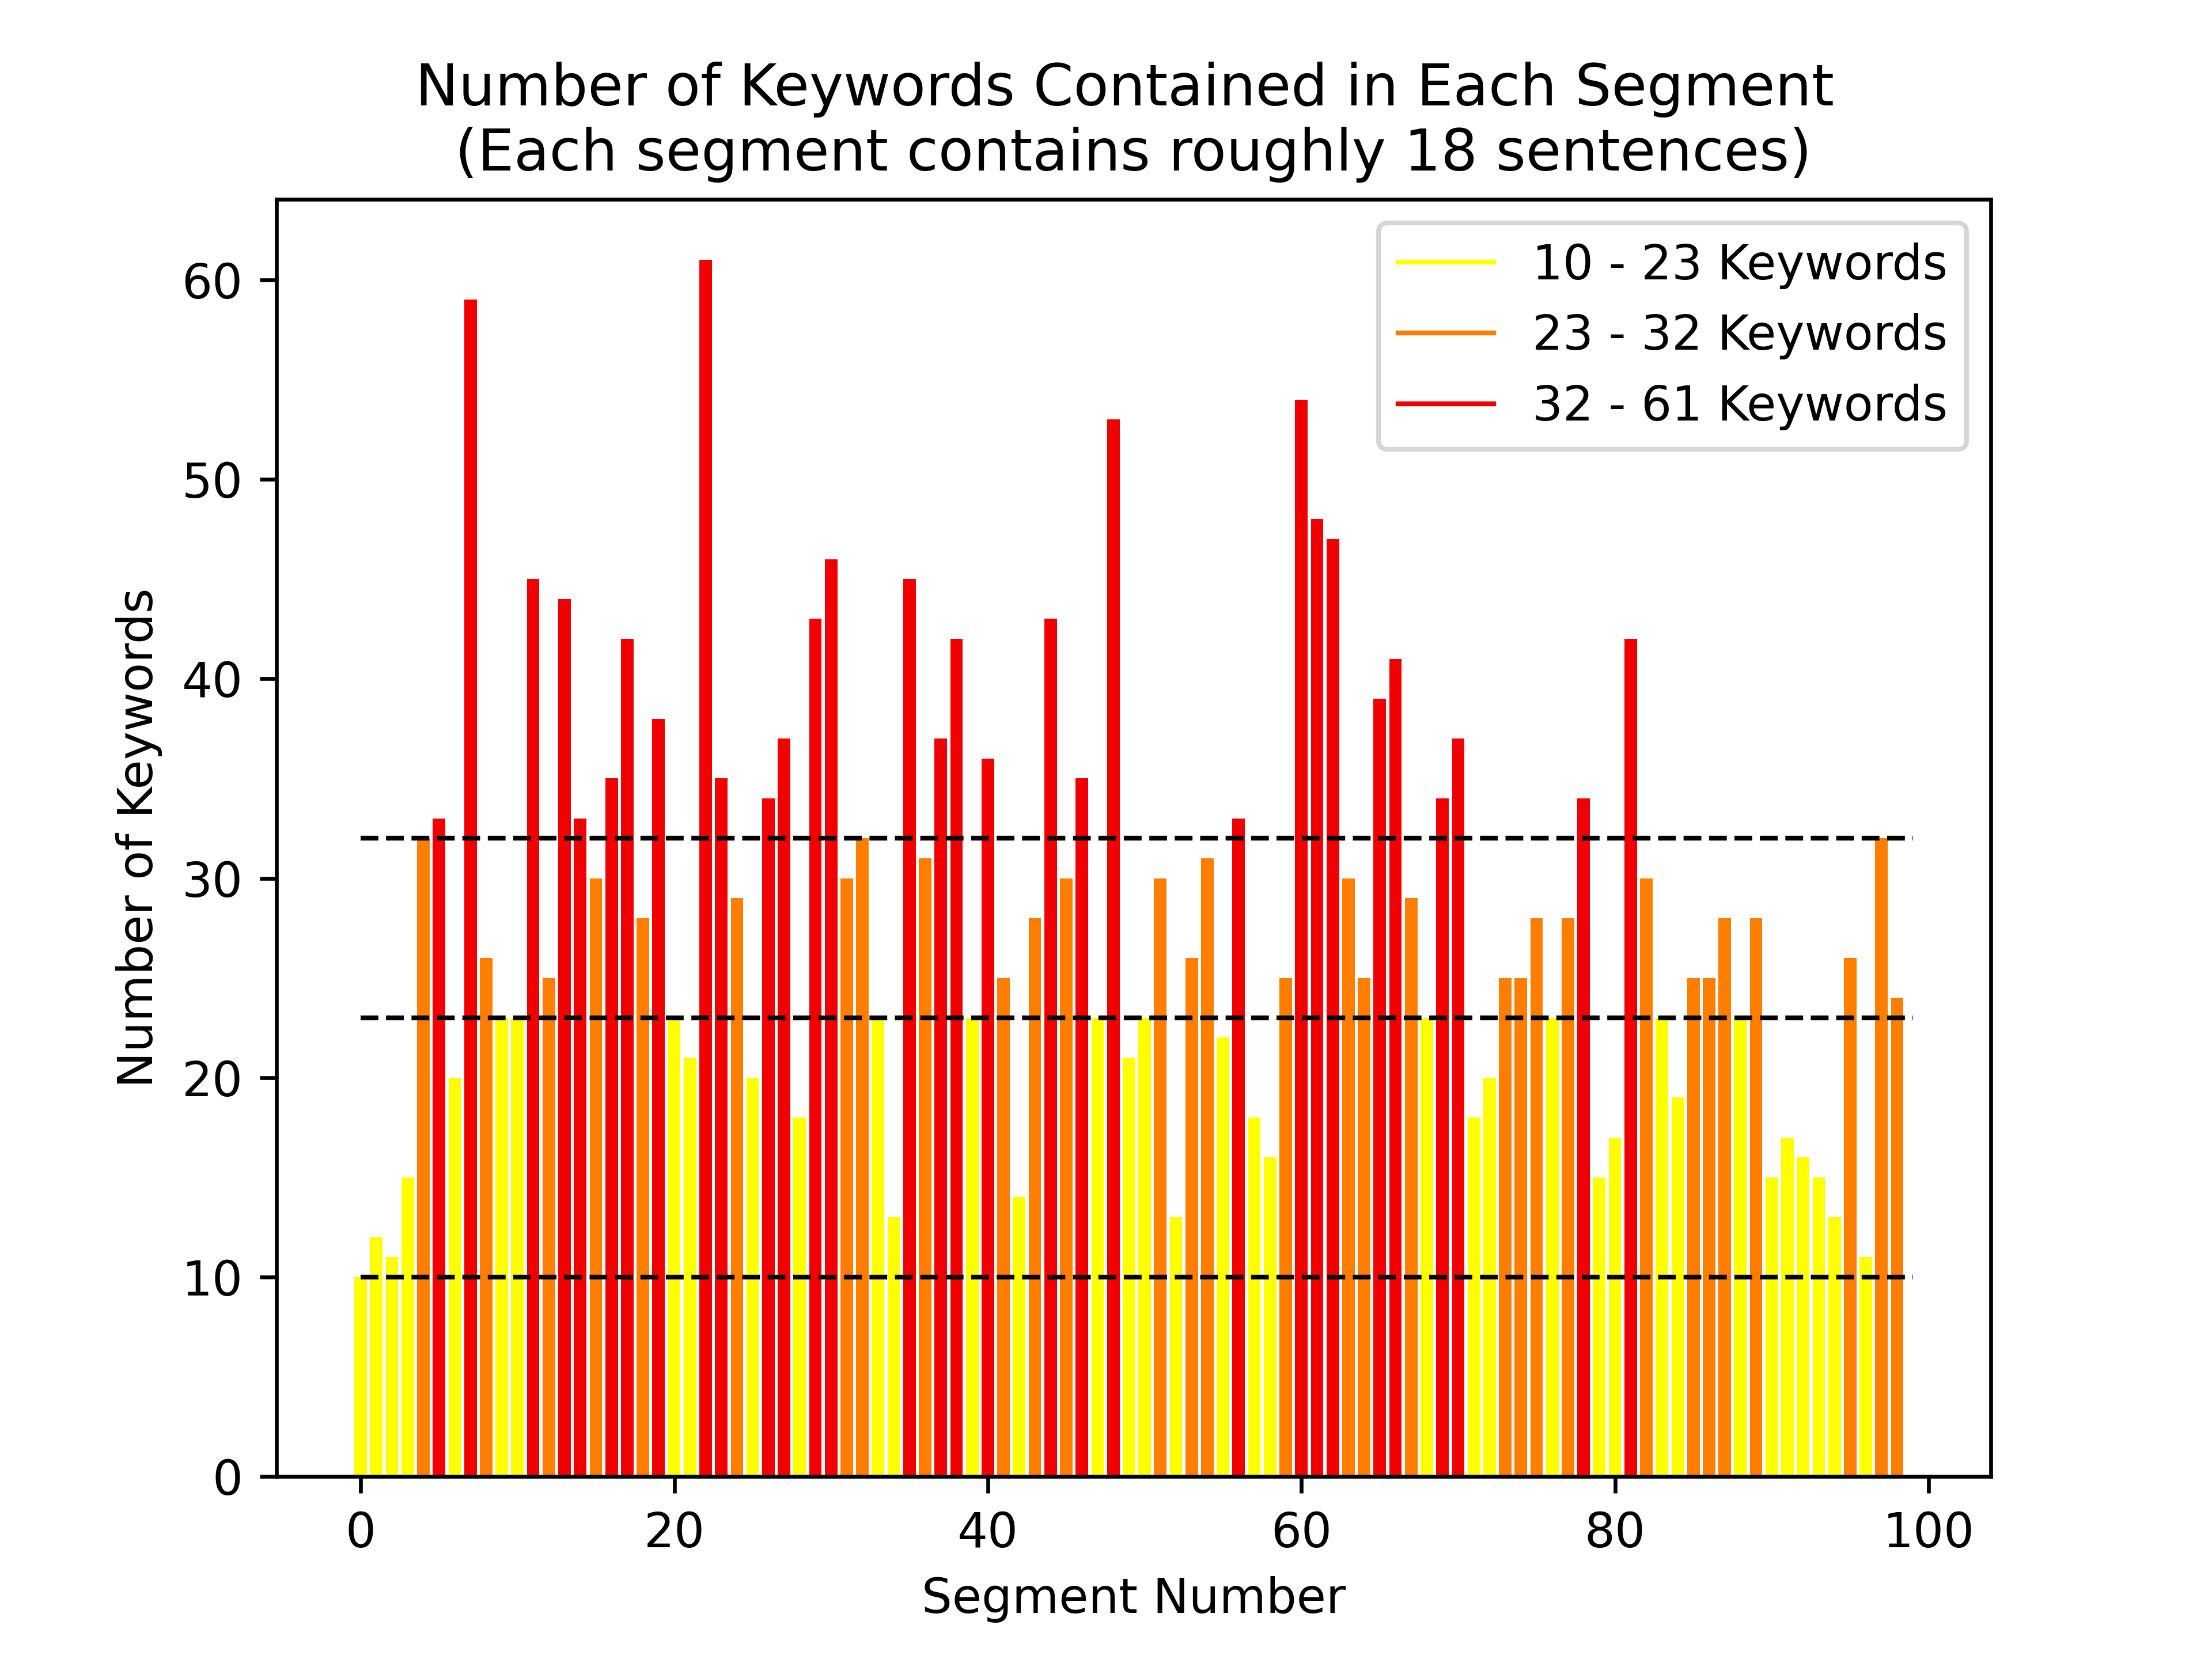 Number of Keywords Contained in Each Segment
(Each segment contains roughly 18 sentences)
10 - 23 Keywords
23 - 32 Keywords
32 - 61 Keywords
Number of Keywords
60
50
40
30
20
10
0
0 20 40 60 80 100
Segment Number